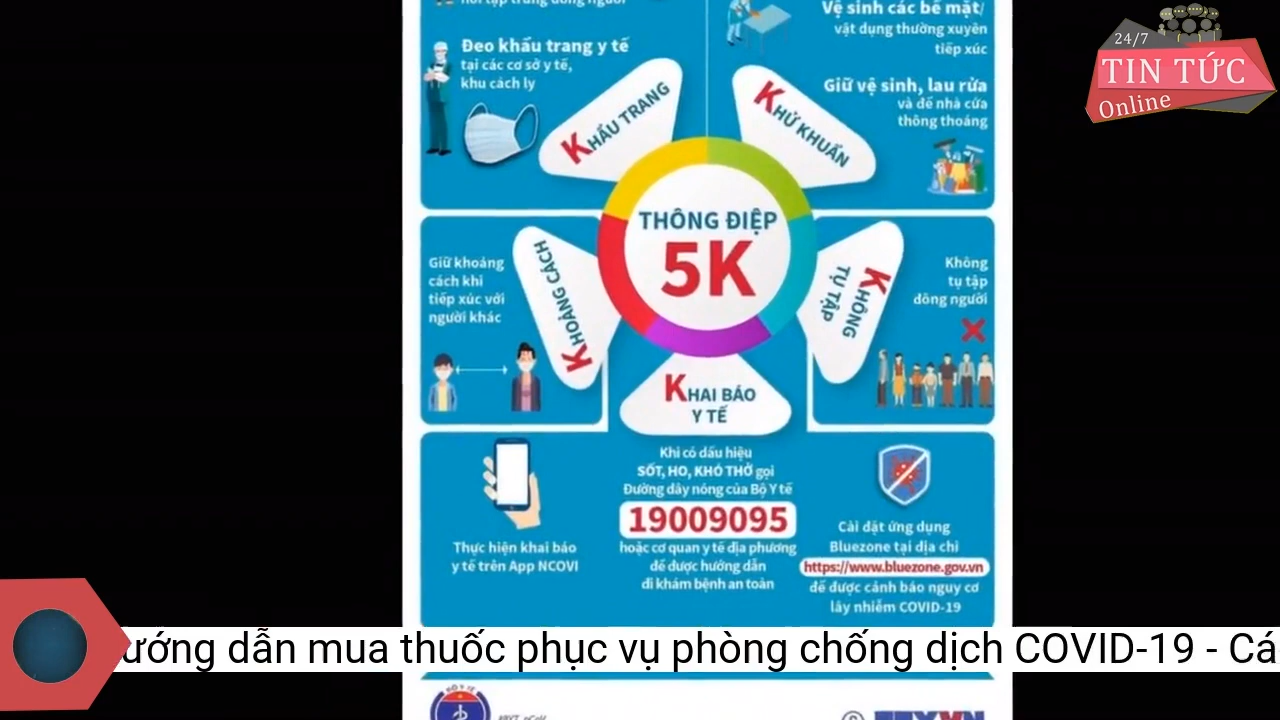 24/7
TIN TỨC
Online
Đeo khẩu trang y tế
tại các cơ sở y tế,
khu cách ly
KHẨU TRANG
Vệ sinh các bề mặt/
vật dụng thường xuyên
tiếp xúc
Giữ vệ sinh, lau rửa
và để nhà cửa
thông thoáng
KHỬ KHUẨN
THÔNG ĐIỆP
5K
Giữ khoảng
cách khi
tiếp xúc với
người khác
KHOẢNG CÁCH
KHÔNG
TỤ TẬP
Không
tụ tập
đông người
KHAI BÁO
Y TẾ
Thực hiện khai báo
y tế trên App NCOVI
Khi có dấu hiệu
SỐT, HO, KHÓ THỞ gọi
Đường dây nóng của Bộ Y tế
19009095
hoặc cơ quan y tế địa phương
để được hướng dẫn
đi khám bệnh an toàn
Cài đặt ứng dụng
Bluezone tại địa chỉ
https://www.bluezone.gov.vn
để được cảnh báo nguy cơ
lây nhiễm COVID-19
ướng dẫn mua thuốc phục vụ phòng chống dịch COVID-19 - Cá
BỘ Y TẾ